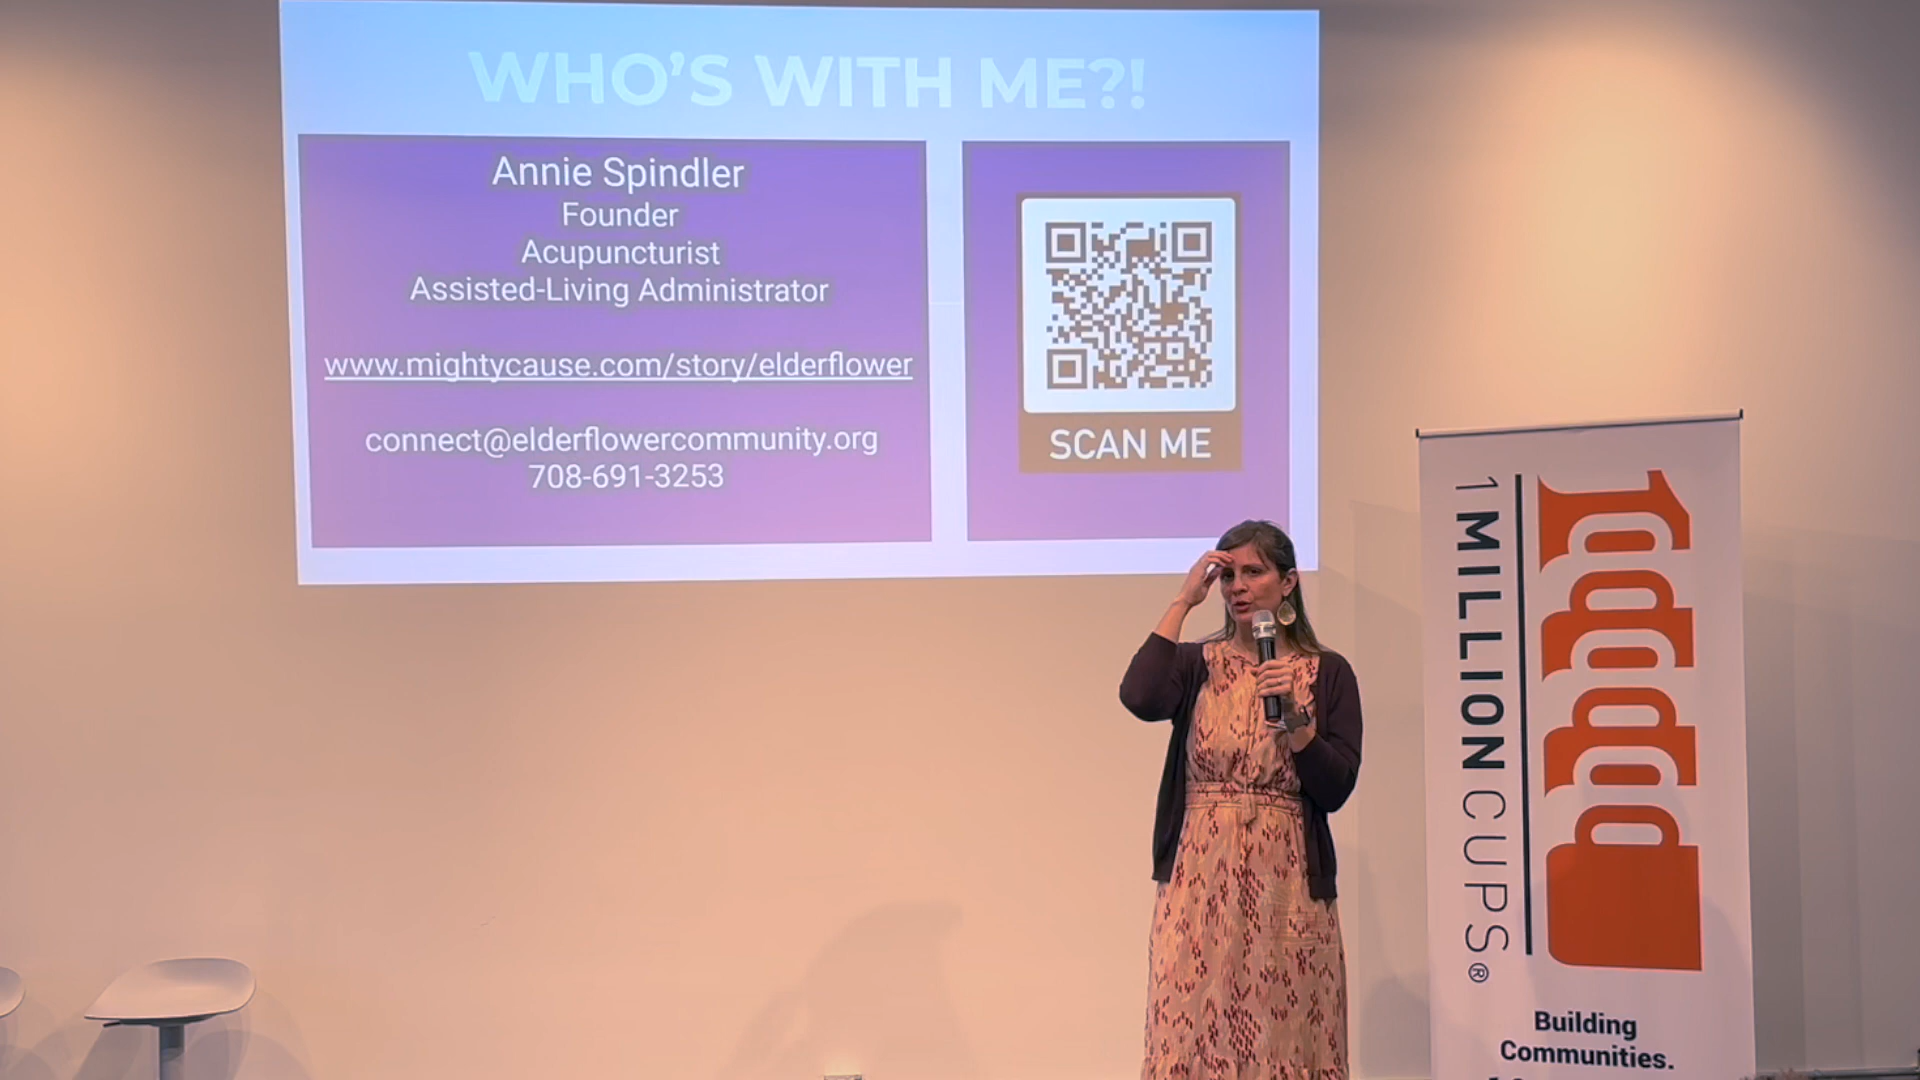 WHO'S WITH ME?!
Annie Spindler
Founder
Acupuncturist
Assisted-Living Administrator
www.mightycause.com/story/elderflower
connect@elderflowercommunity.org
708-691-3253
SCAN ME
1 MILLION CUPS®
Building
Communities.